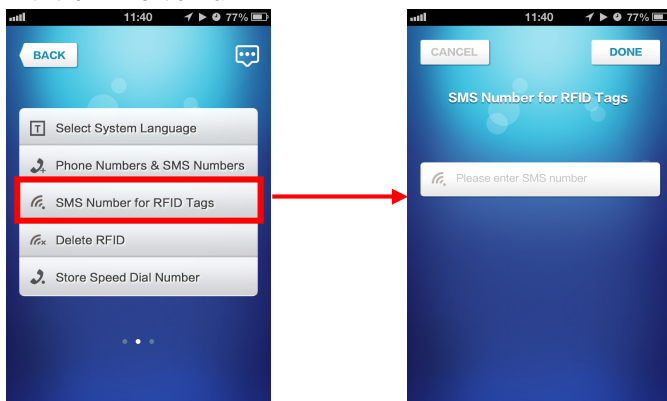 11:40 77%
BACK
T Select System Language
Phone Numbers & SMS Numbers
SMS Number for RFID Tags
Delete RFID
Store Speed Dial Number
11:40 77%
CANCEL DONE
SMS Number for RFID Tags
Please enter SMS number